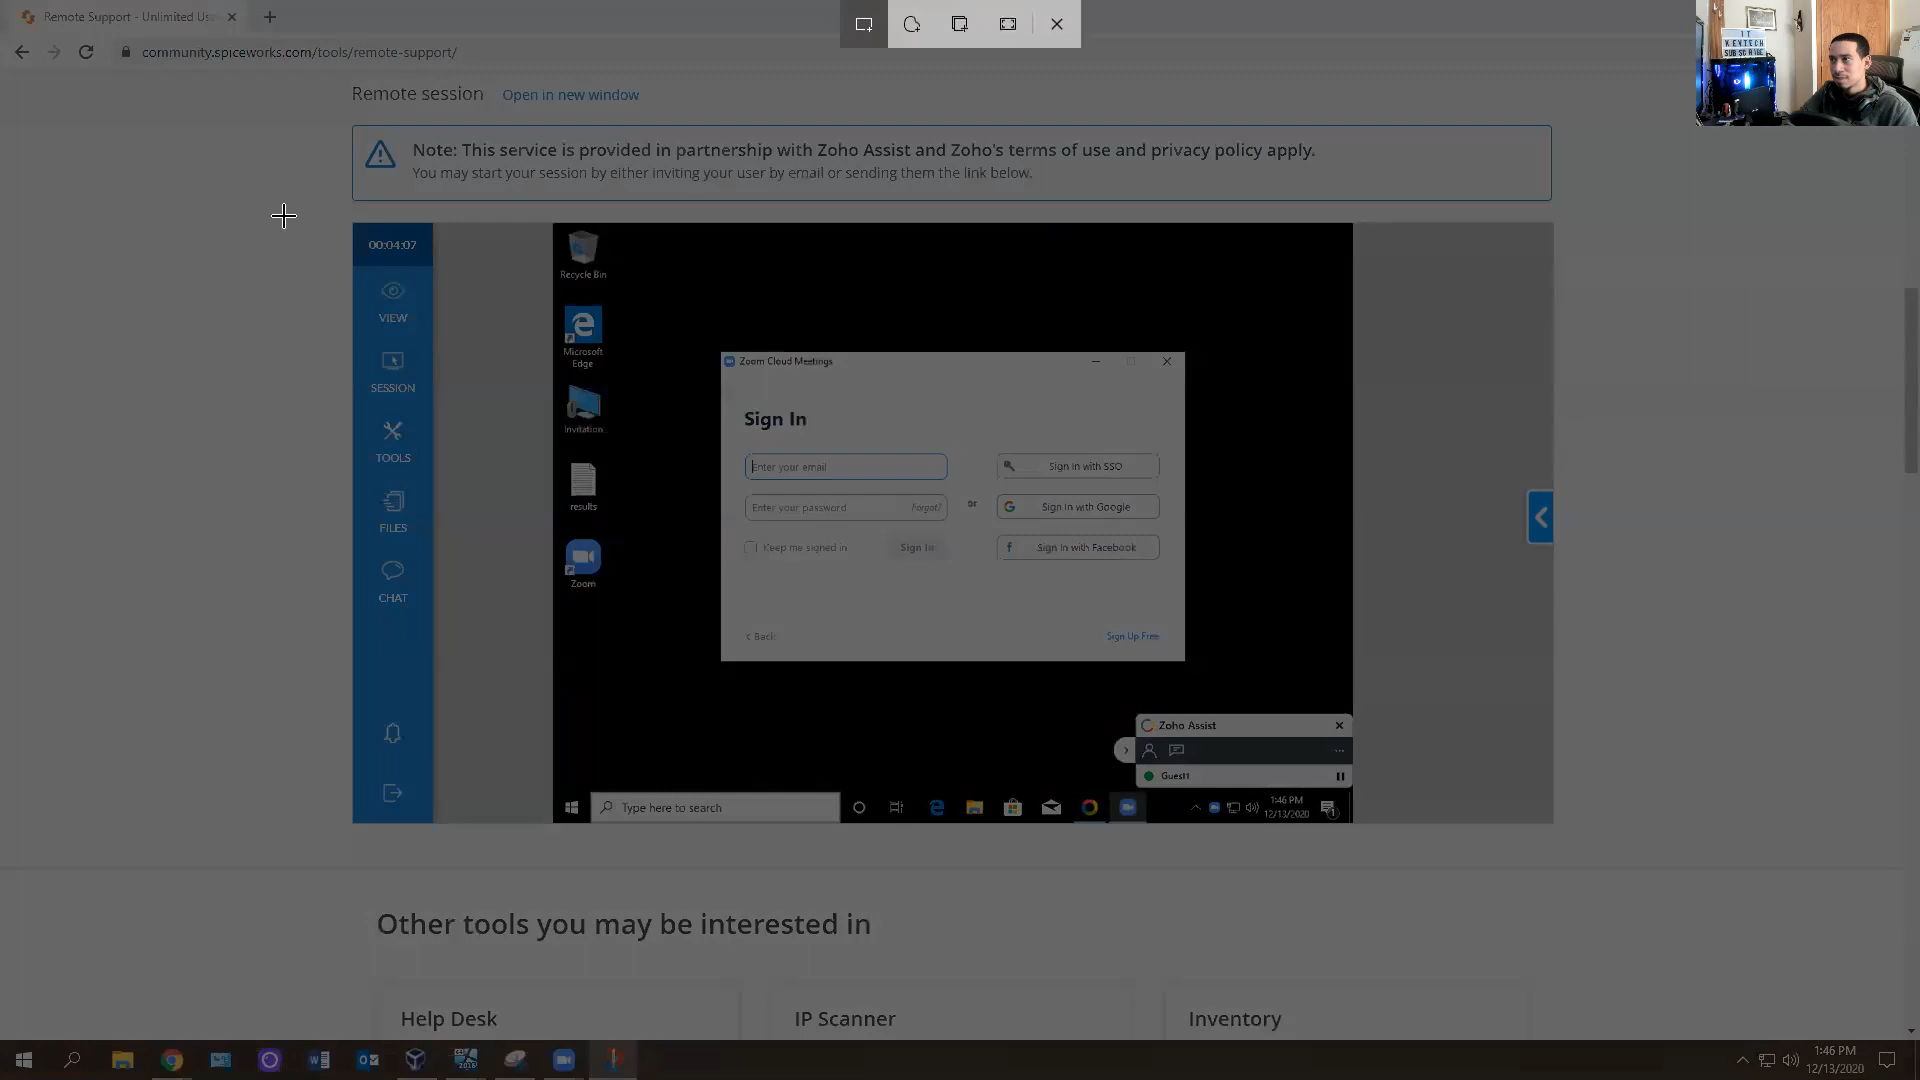 Remote Support - Unlimited Us
community.spiceworks.com/tools/remote-support/
IT
KEVTECH
SUBSCRIBE
Remote session Open in new window
Note: This service is provided in partnership with Zoho Assist and Zoho's terms of use and privacy policy apply.
You may start your session by either inviting your user by email or sending them the link below.
00:04:07
VIEW
SESSION
TOOLS
FILES
CHAT
Recycle Bin
Microsoft
Edge
Invitation
results
Zoom
Zoom Cloud Meetings
Sign In
Enter your email
Enter your password Forgot?
Keep me signed in Sign In
or
Sign In with SSO
Sign In with Google
Sign In with Facebook
< Back
Sign Up Free
Zoho Assist
Guest1
Type here to search
1:46 PM
12/13/2020
1
Other tools you may be interested in
Help Desk IP Scanner Inventory
1:46 PM
12/13/2020